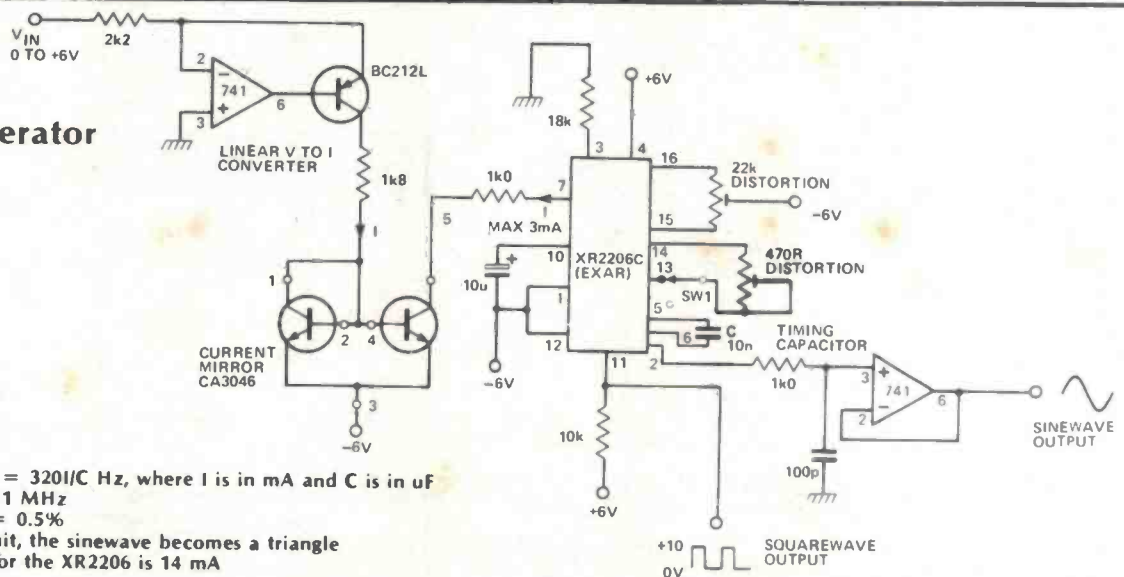 erator
V IN
0 TO +6V
2k2
2
3
741
6
BC212L
LINEAR V TO I
CONVERTER
1k8
I
1
2
4
5
3
CURRENT
MIRROR
CA3046
-6V
1k0
MAX 3mA
I
7
10
10u
1
12
-6V
18k
3
4
+6V
XR2206C
(EXAR)
16
15
22k
DISTORTION
-6V
14
13
SW1
470R
DISTORTION
5
6
C
10n
TIMING
CAPACITOR
11
2
10k
+6V
1k0
100p
3
2
741
6
SINEWAVE
OUTPUT
+10
0V
SQUAREWAVE
OUTPUT
= 320I/C Hz, where I is in mA and C is in uF
1 MHz
= 0.5%
uit, the sinewave becomes a triangle
or the XR2206 is 14 mA